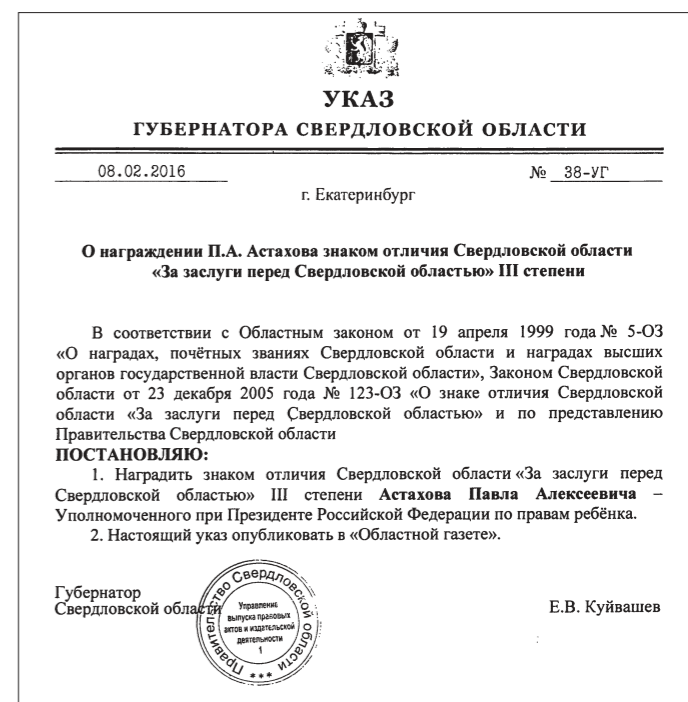 УКАЗ
ГУБЕРНАТОРА СВЕРДЛОВСКОЙ ОБЛАСТИ
08.02.2016
№ 38-УГ
г. Екатеринбург
О награждении П.А. Астахова знаком отличия Свердловской области
«За заслуги перед Свердловской областью» III степени
В соответствии с Областным законом от 19 апреля 1999 года № 5-ОЗ
«О наградах, почётных званиях Свердловской области и наградах высших
органов государственной власти Свердловской области», Законом Свердловской
области от 23 декабря 2005 года № 123-ОЗ «О знаке отличия Свердловской
области «За заслуги перед Свердловской областью» и по представлению
Правительства Свердловской области
ПОСТАНОВЛЯЮ:
1. Наградить знаком отличия Свердловской области «За заслуги перед
Свердловской областью» III степени Астахова Павла Алексеевича –
Уполномоченного при Президенте Российской Федерации по правам ребёнка.
2. Настоящий указ опубликовать в «Областной газете».
Губернатор
Свердловской области
Е.В. Куйвашев
Правительство Свердловской области
Управление
выпуска правовых
актов и издательской
деятельности
1
***